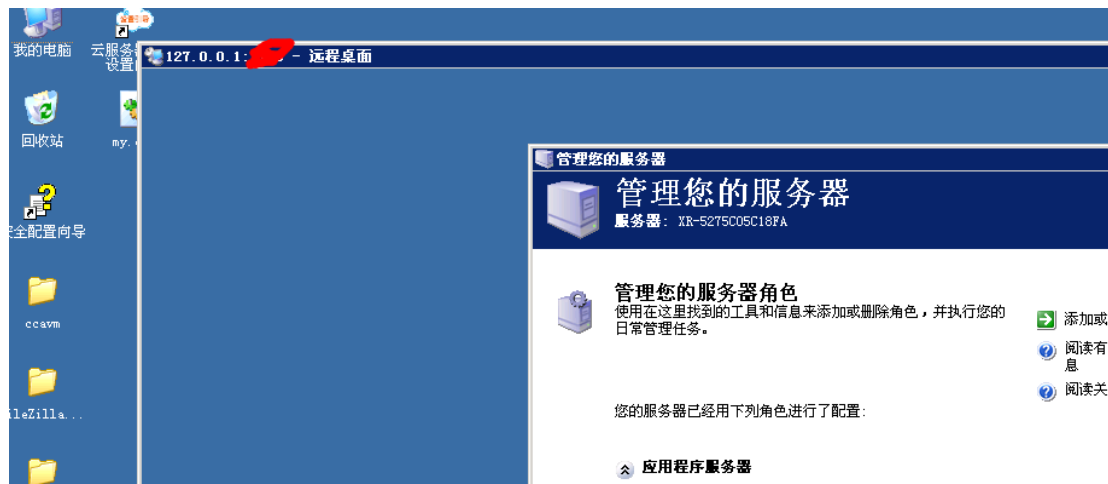 我的电脑
云服务
设置
回收站
my.
全配置向导
ccavm
ileZilla...
127.0.0.1: - 远程桌面
管理您的服务器
管理您的服务器
服务器: XR-5275C05C18FA
管理您的服务器角色
使用在这里找到的工具和信息来添加或删除角色，并执行您的
日常管理任务。
添加或
阅读有
息
阅读关
您的服务器已经用下列角色进行了配置:
应用程序服务器